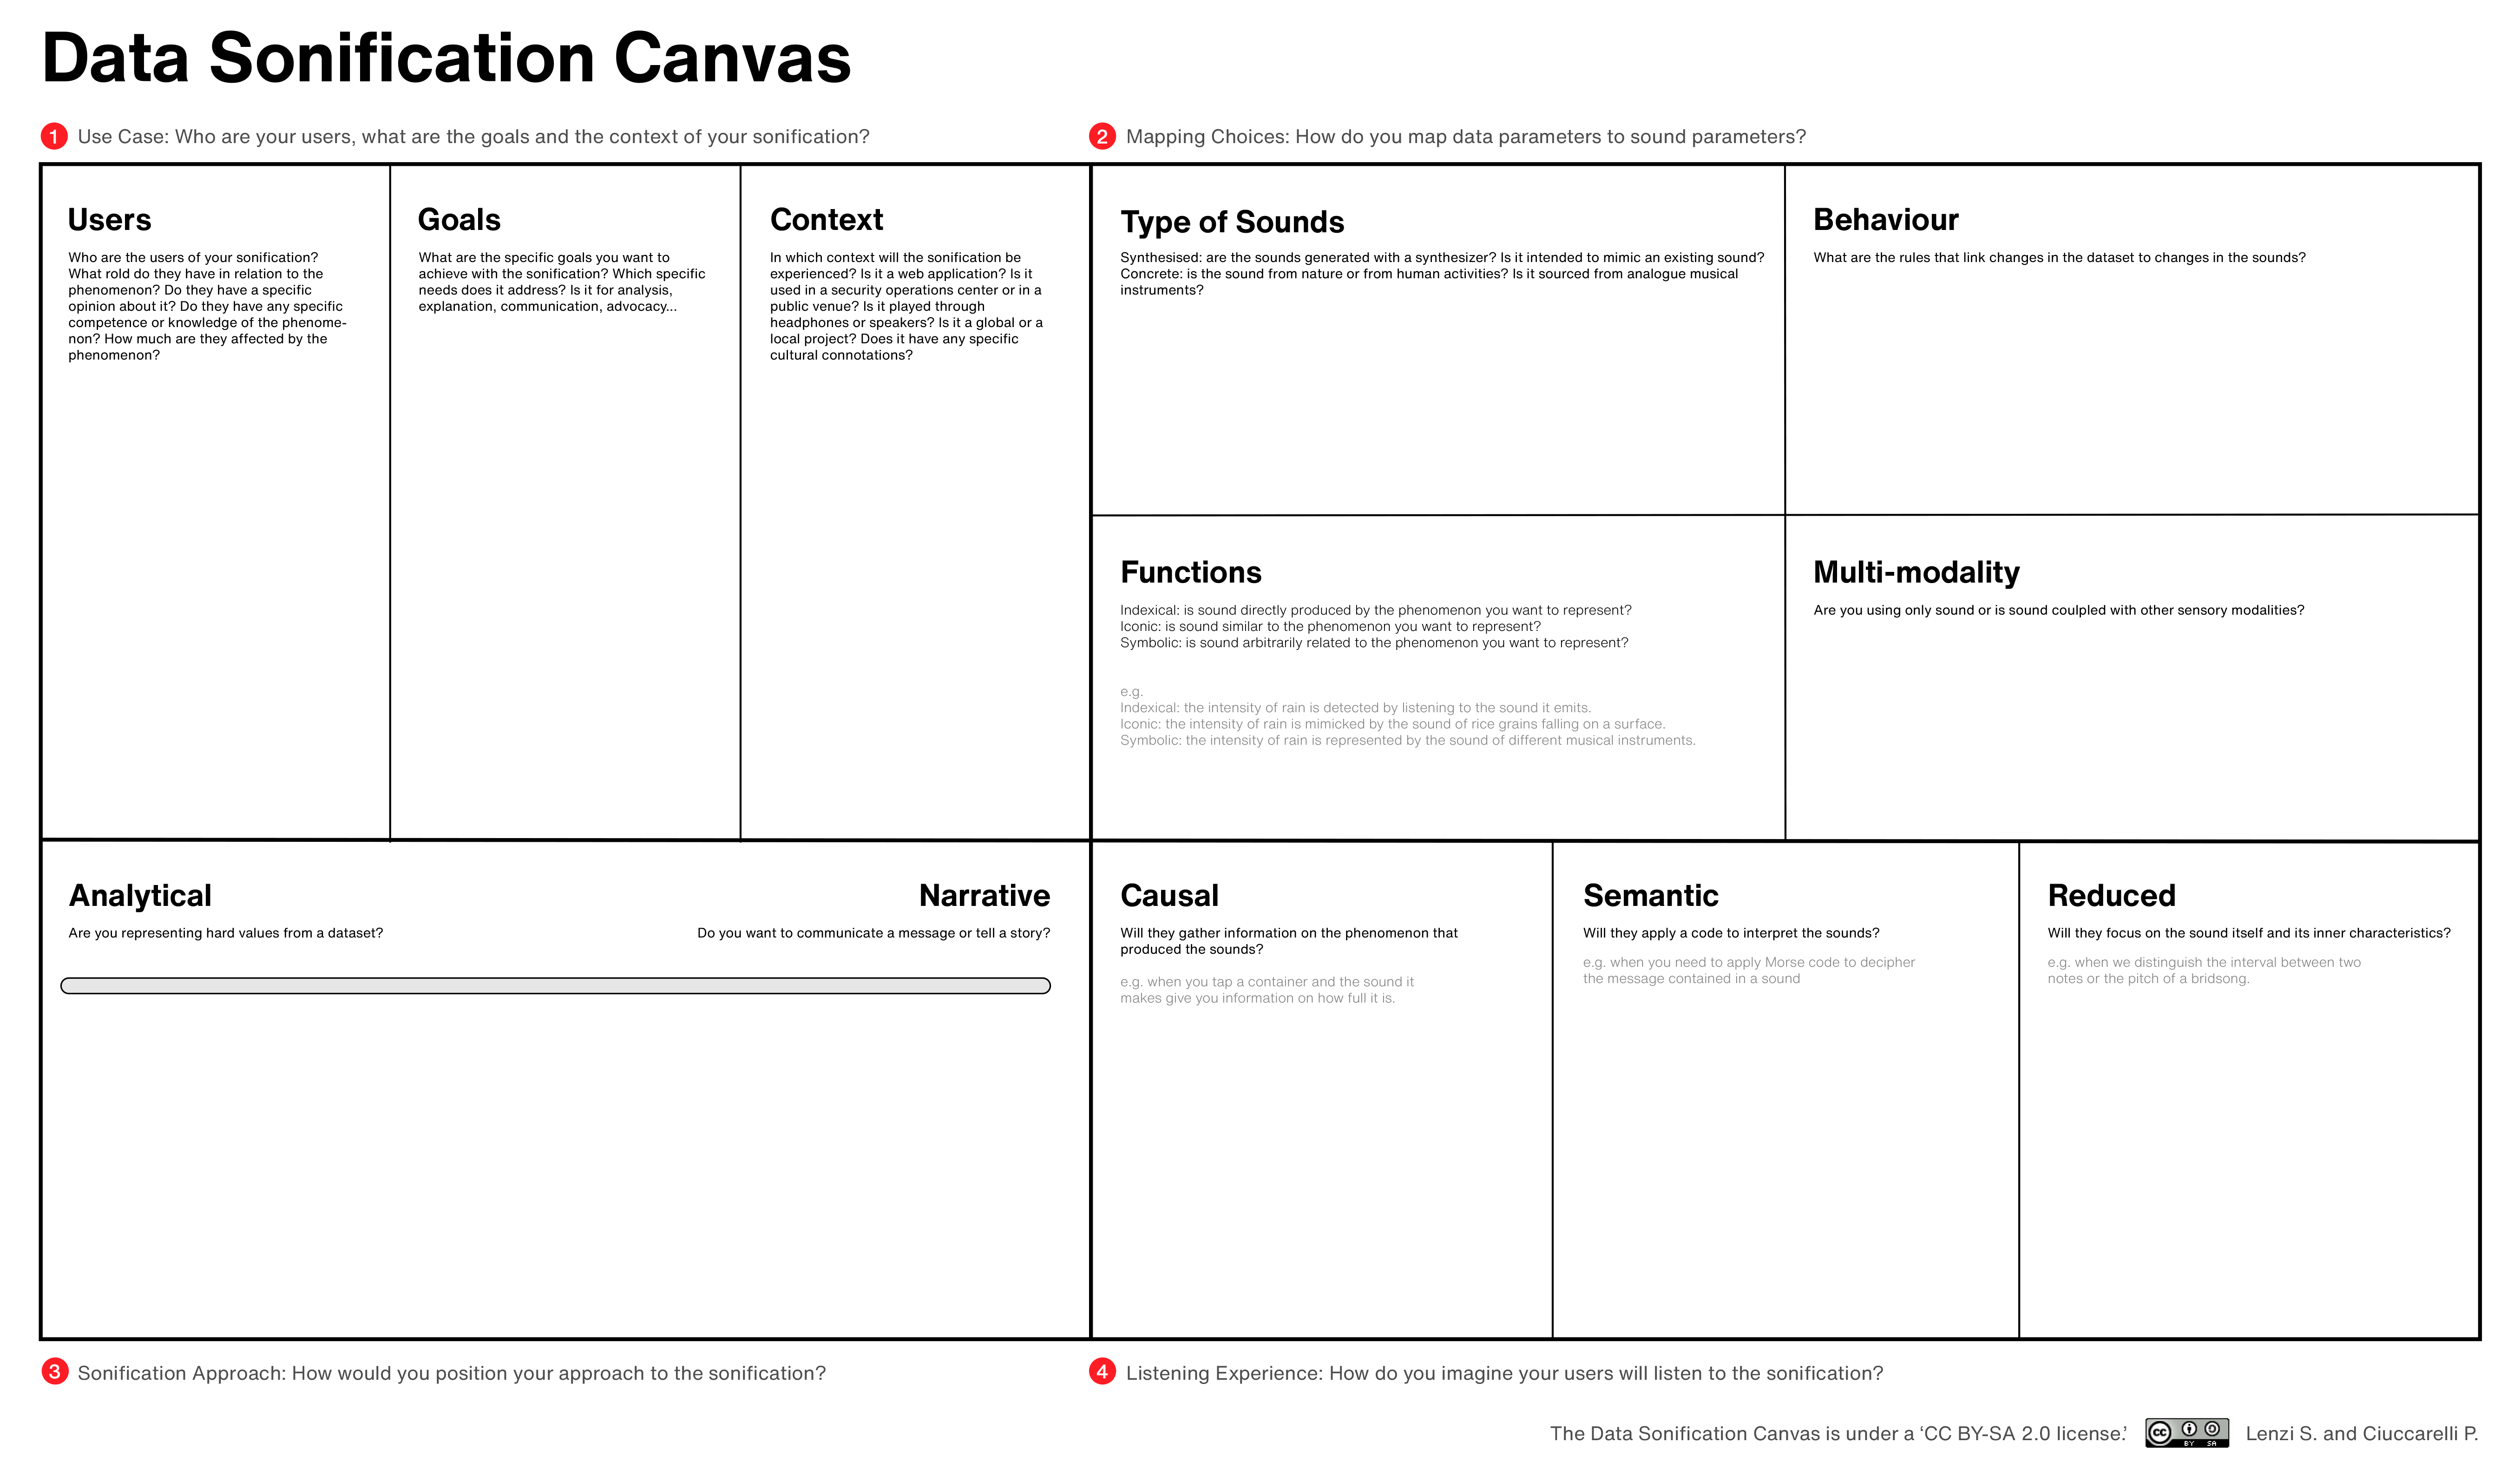 Data Sonification Canvas
1 Use Case: Who are your users, what are the goals and the context of your sonification?
2 Mapping Choices: How do you map data parameters to sound parameters?
Users
Who are the users of your sonification?
What rold do they have in relation to the
phenomenon? Do they have a specific
opinion about it? Do they have any specific
competence or knowledge of the phenome-
non? How much are they affected by the
phenomenon?
Goals
What are the specific goals you want to
achieve with the sonification? Which specific
needs does it address? Is it for analysis,
explanation, communication, advocacy...
Context
In which context will the sonification be
experienced? Is it a web application? Is it
used in a security operations center or in a
public venue? Is it played through
headphones or speakers? Is it a global or a
local project? Does it have any specific
cultural connotations?
Type of Sounds
Synthesised: are the sounds generated with a synthesizer? Is it intended to mimic an existing sound?
Concrete: is the sound from nature or from human activities? Is it sourced from analogue musical
instruments?
Behaviour
What are the rules that link changes in the dataset to changes in the sounds?
Functions
Indexical: is sound directly produced by the phenomenon you want to represent?
Iconic: is sound similar to the phenomenon you want to represent?
Symbolic: is sound arbitrarily related to the phenomenon you want to represent?
e.g.
Indexical: the intensity of rain is detected by listening to the sound it emits.
Iconic: the intensity of rain is mimicked by the sound of rice grains falling on a surface.
Symbolic: the intensity of rain is represented by the sound of different musical instruments.
Multi-modality
Are you using only sound or is sound coulpled with other sensory modalities?
Analytical
Are you representing hard values from a dataset?
Narrative
Do you want to communicate a message or tell a story?
Causal
Will they gather information on the phenomenon that
produced the sounds?
e.g. when you tap a container and the sound it
makes give you information on how full it is.
Semantic
Will they apply a code to interpret the sounds?
e.g. when you need to apply Morse code to decipher
the message contained in a sound
Reduced
Will they focus on the sound itself and its inner characteristics?
e.g. when we distinguish the interval between two
notes or the pitch of a bridsong.
3 Sonification Approach: How would you position your approach to the sonification?
4 Listening Experience: How do you imagine your users will listen to the sonification?
The Data Sonification Canvas is under a ‘CC BY-SA 2.0 license.’
cc BY SA
Lenzi S. and Ciuccarelli P.